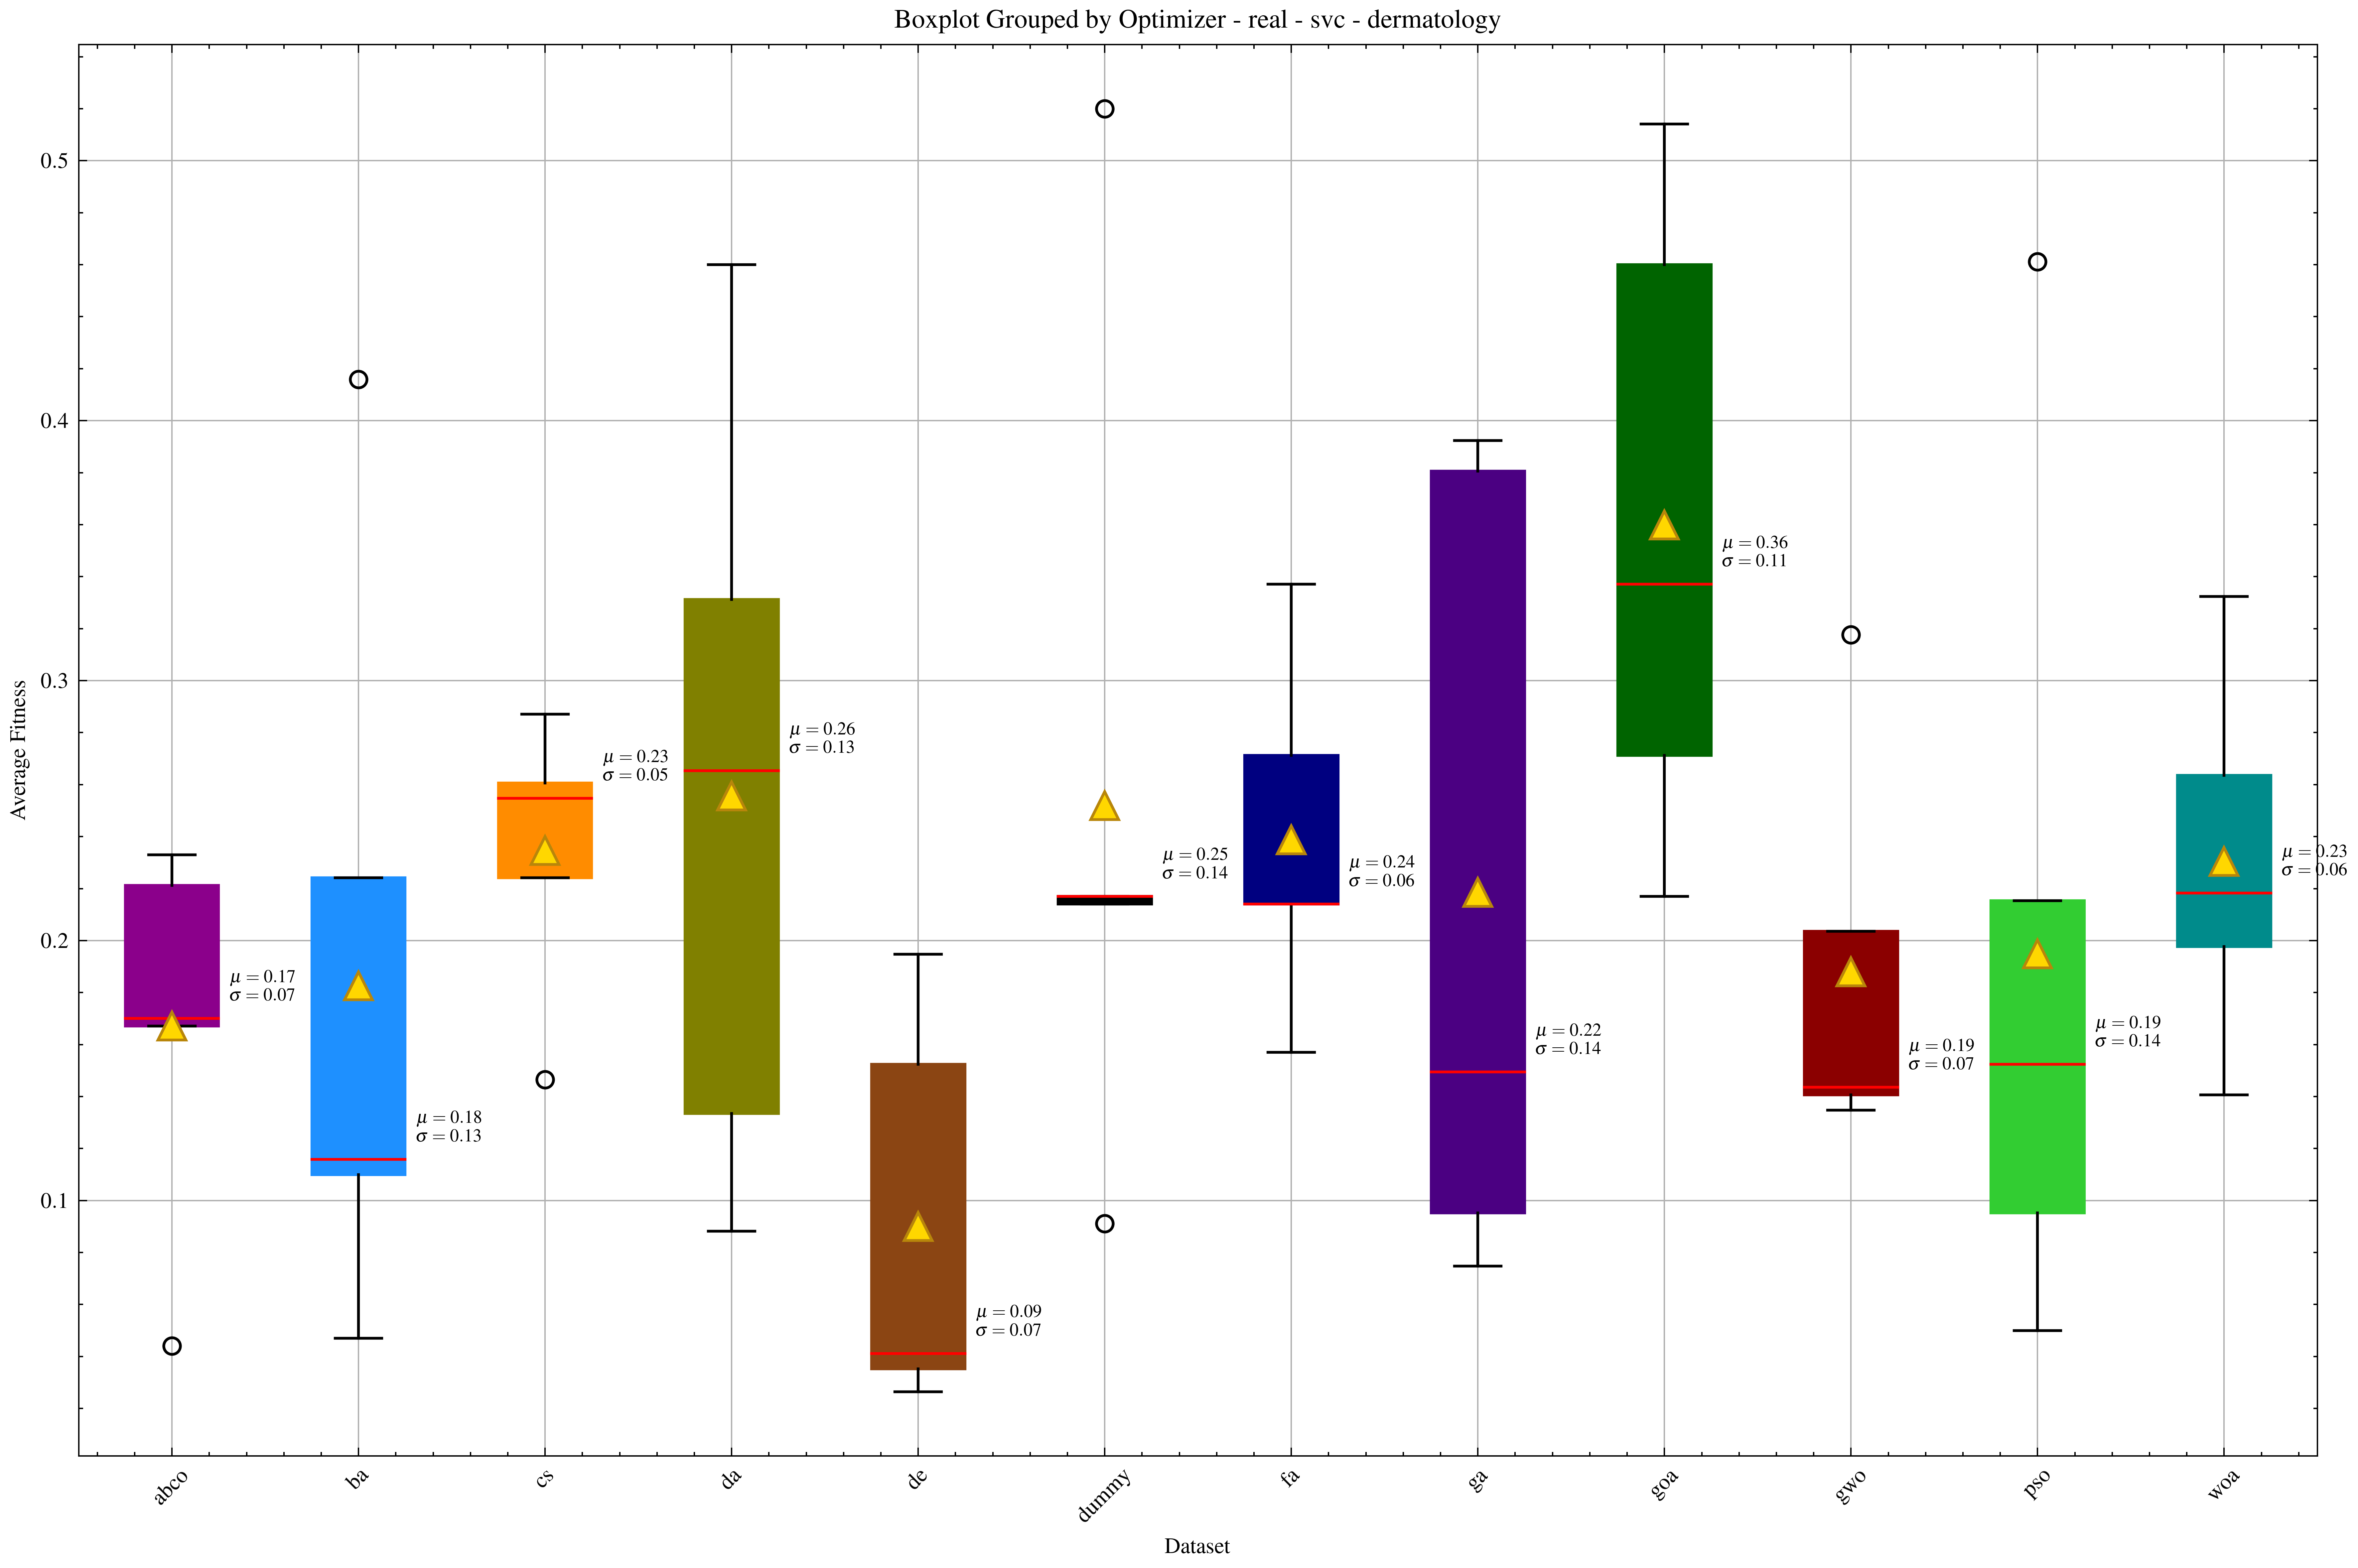 Boxplot Grouped by Optimizer - real - svc - dermatology
Average Fitness
0.5
0.4
0.3
0.2
0.1
μ = 0.17
σ = 0.07
μ = 0.18
σ = 0.13
μ = 0.23
σ = 0.05
μ = 0.26
σ = 0.13
μ = 0.09
σ = 0.07
μ = 0.25
σ = 0.14
μ = 0.24
σ = 0.06
μ = 0.22
σ = 0.14
μ = 0.36
σ = 0.11
μ = 0.19
σ = 0.07
μ = 0.19
σ = 0.14
μ = 0.23
σ = 0.06
abco
ba
cs
da
de
dummy
fa
ga
goa
gwo
pso
woa
Dataset